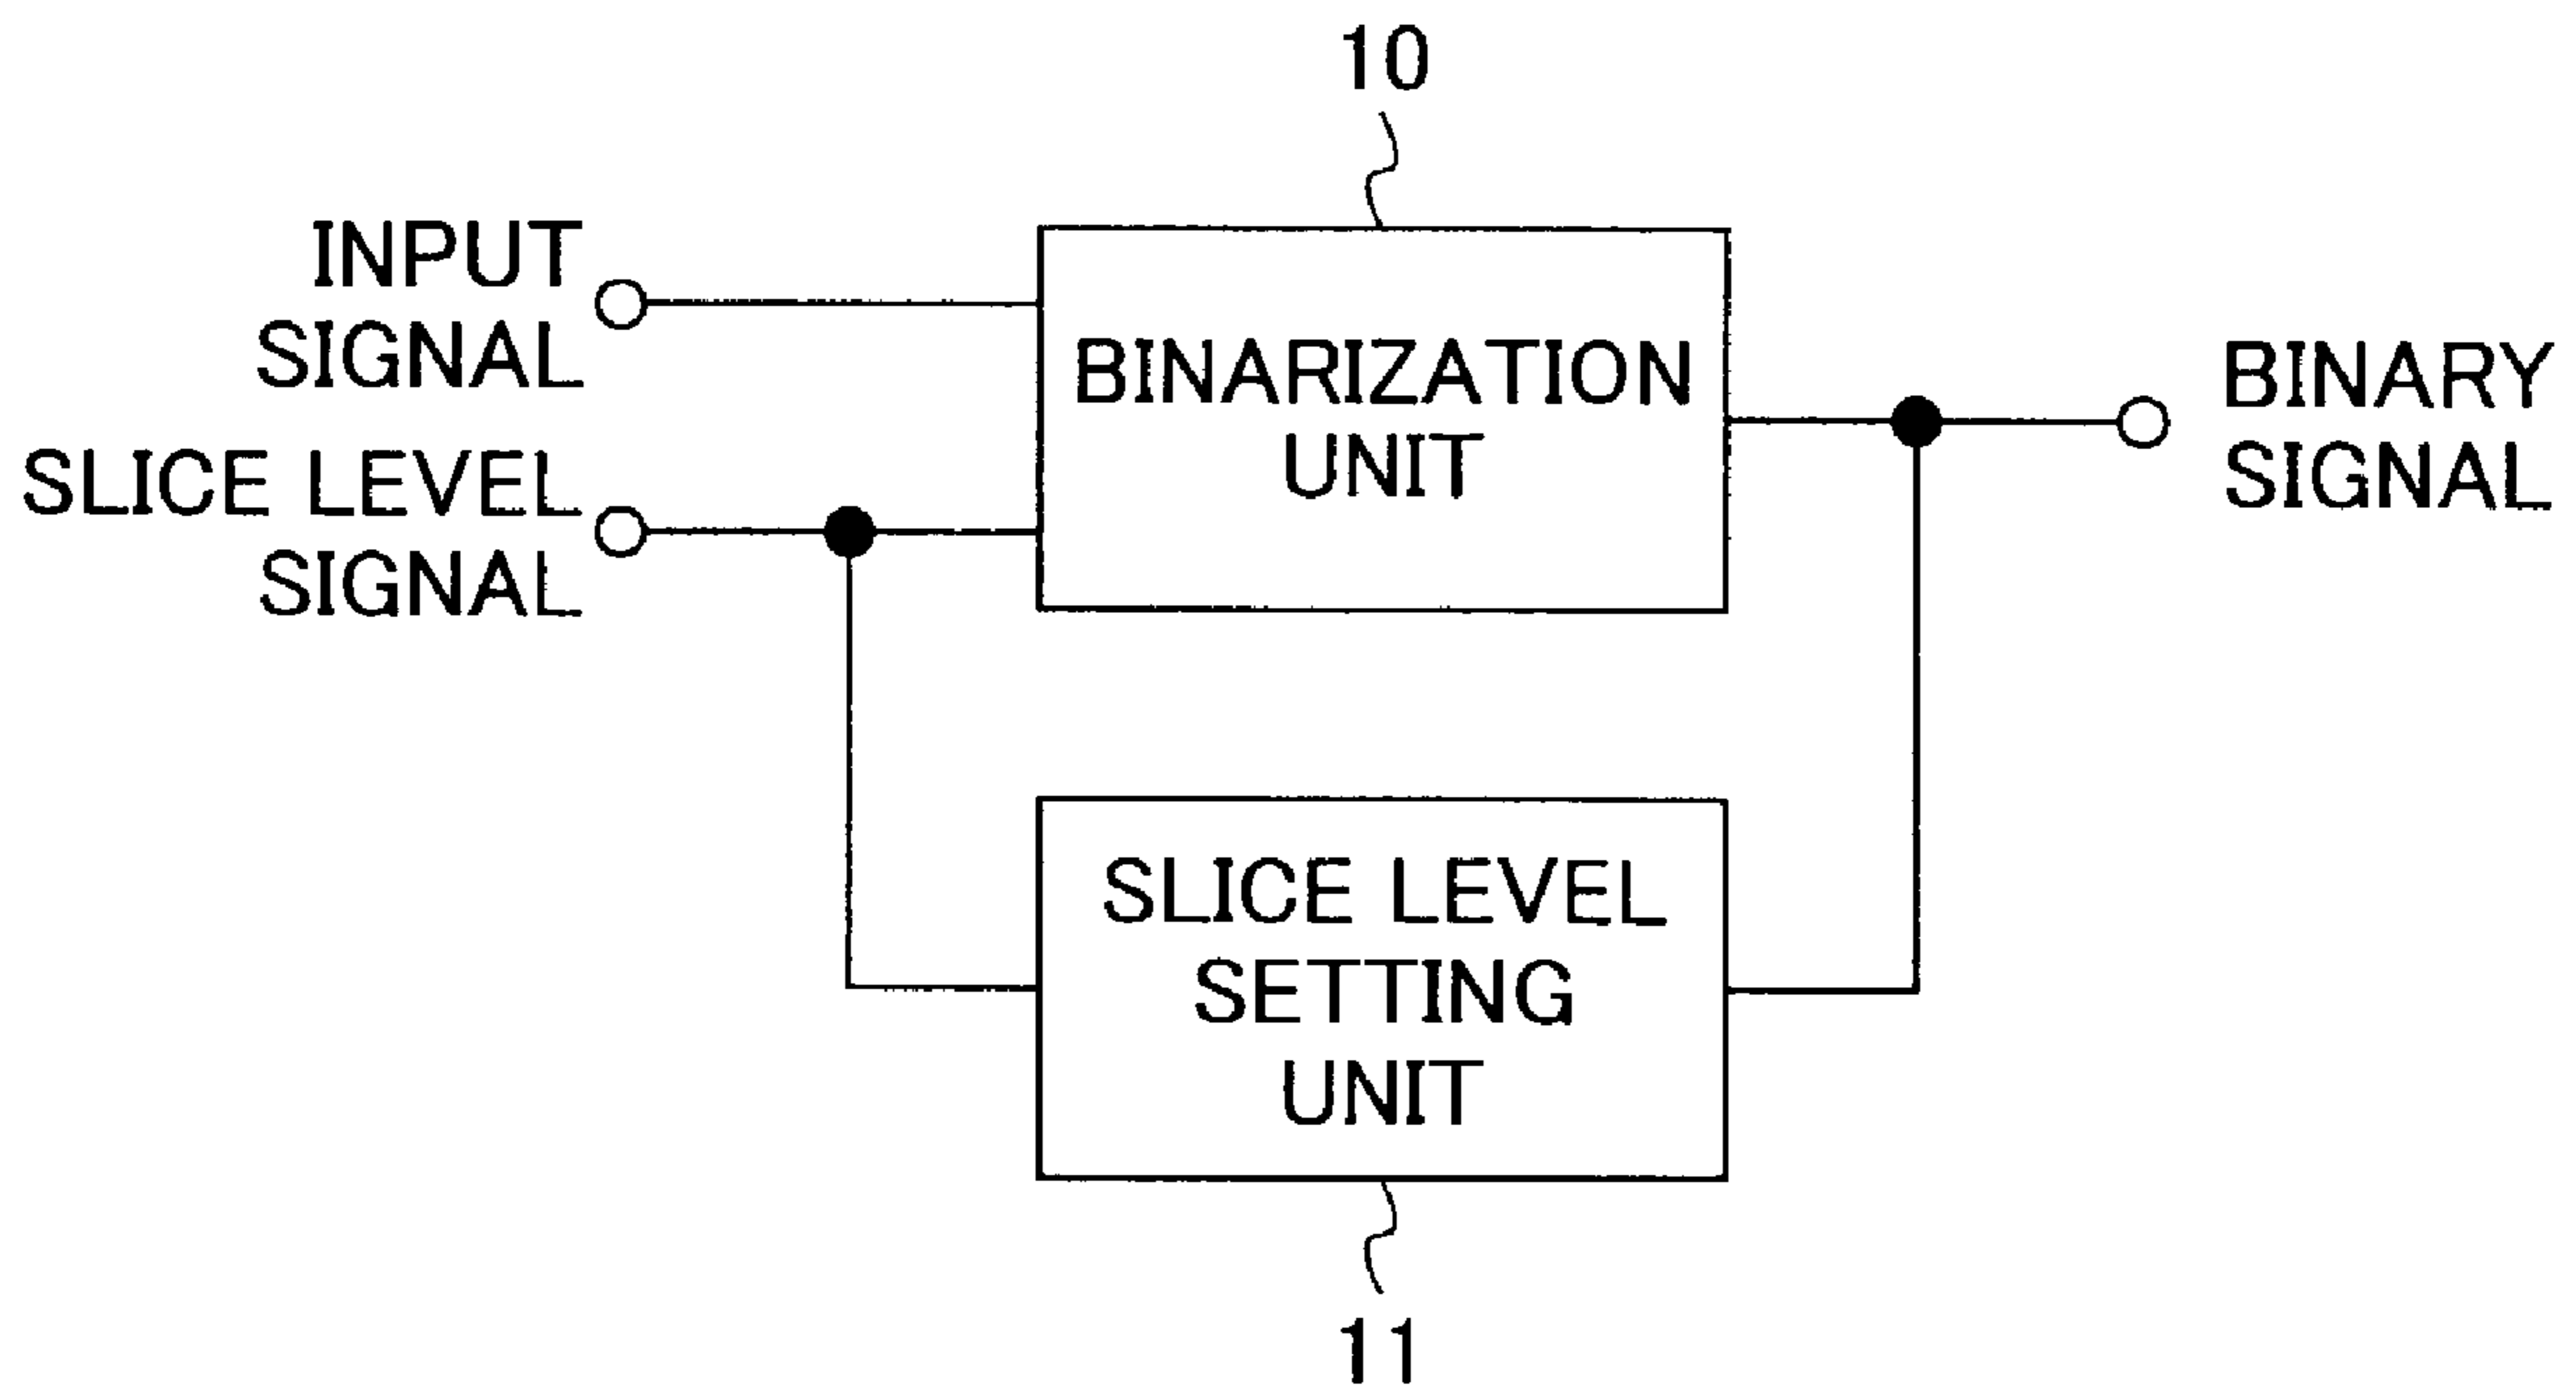 10
INPUT
SIGNAL
SLICE LEVEL
SIGNAL
BINARIZATION
UNIT
BINARY
SIGNAL
SLICE LEVEL
SETTING
UNIT
11